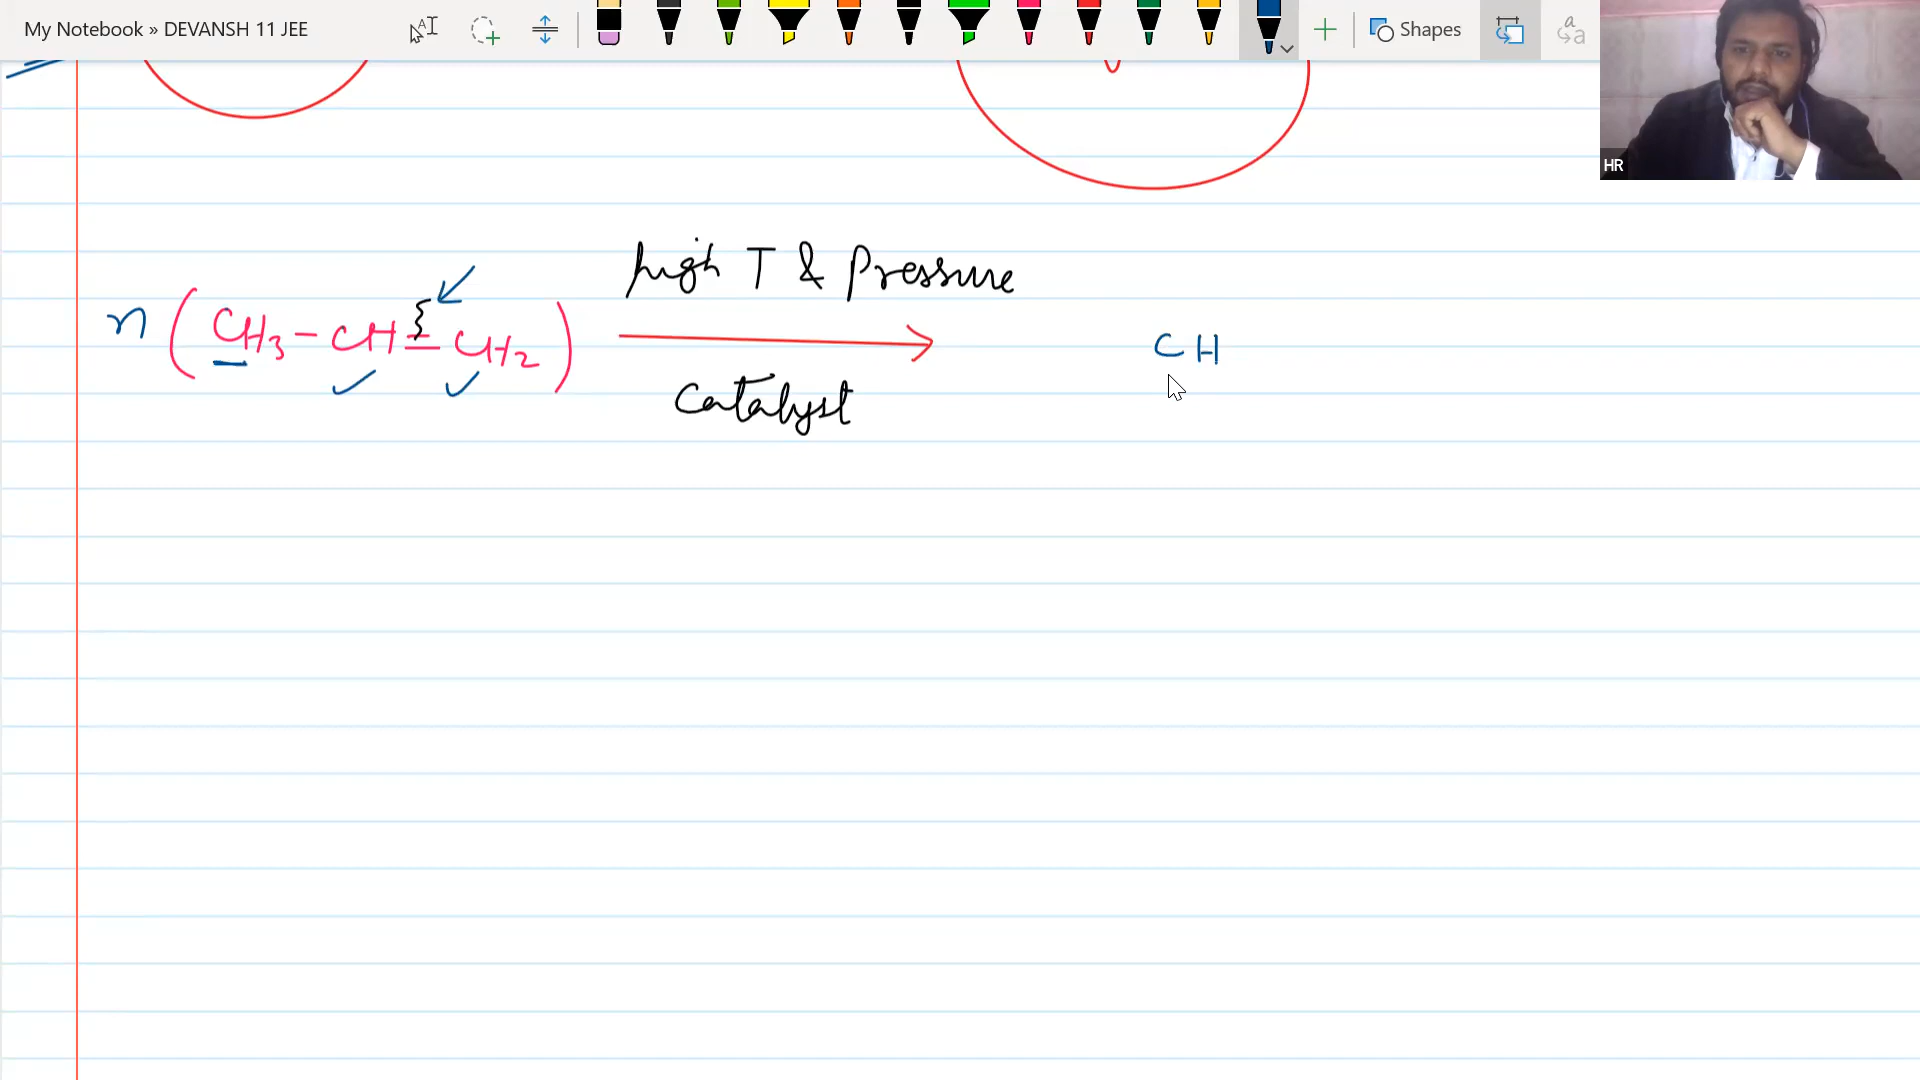 My Notebook » DEVANSH 11 JEE
Shapes
HR
high T & Pressure
n ( CH3 - CH = CH2 )
CH
Catalyst